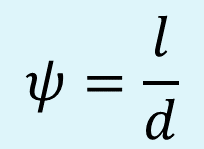 ψ = l/d